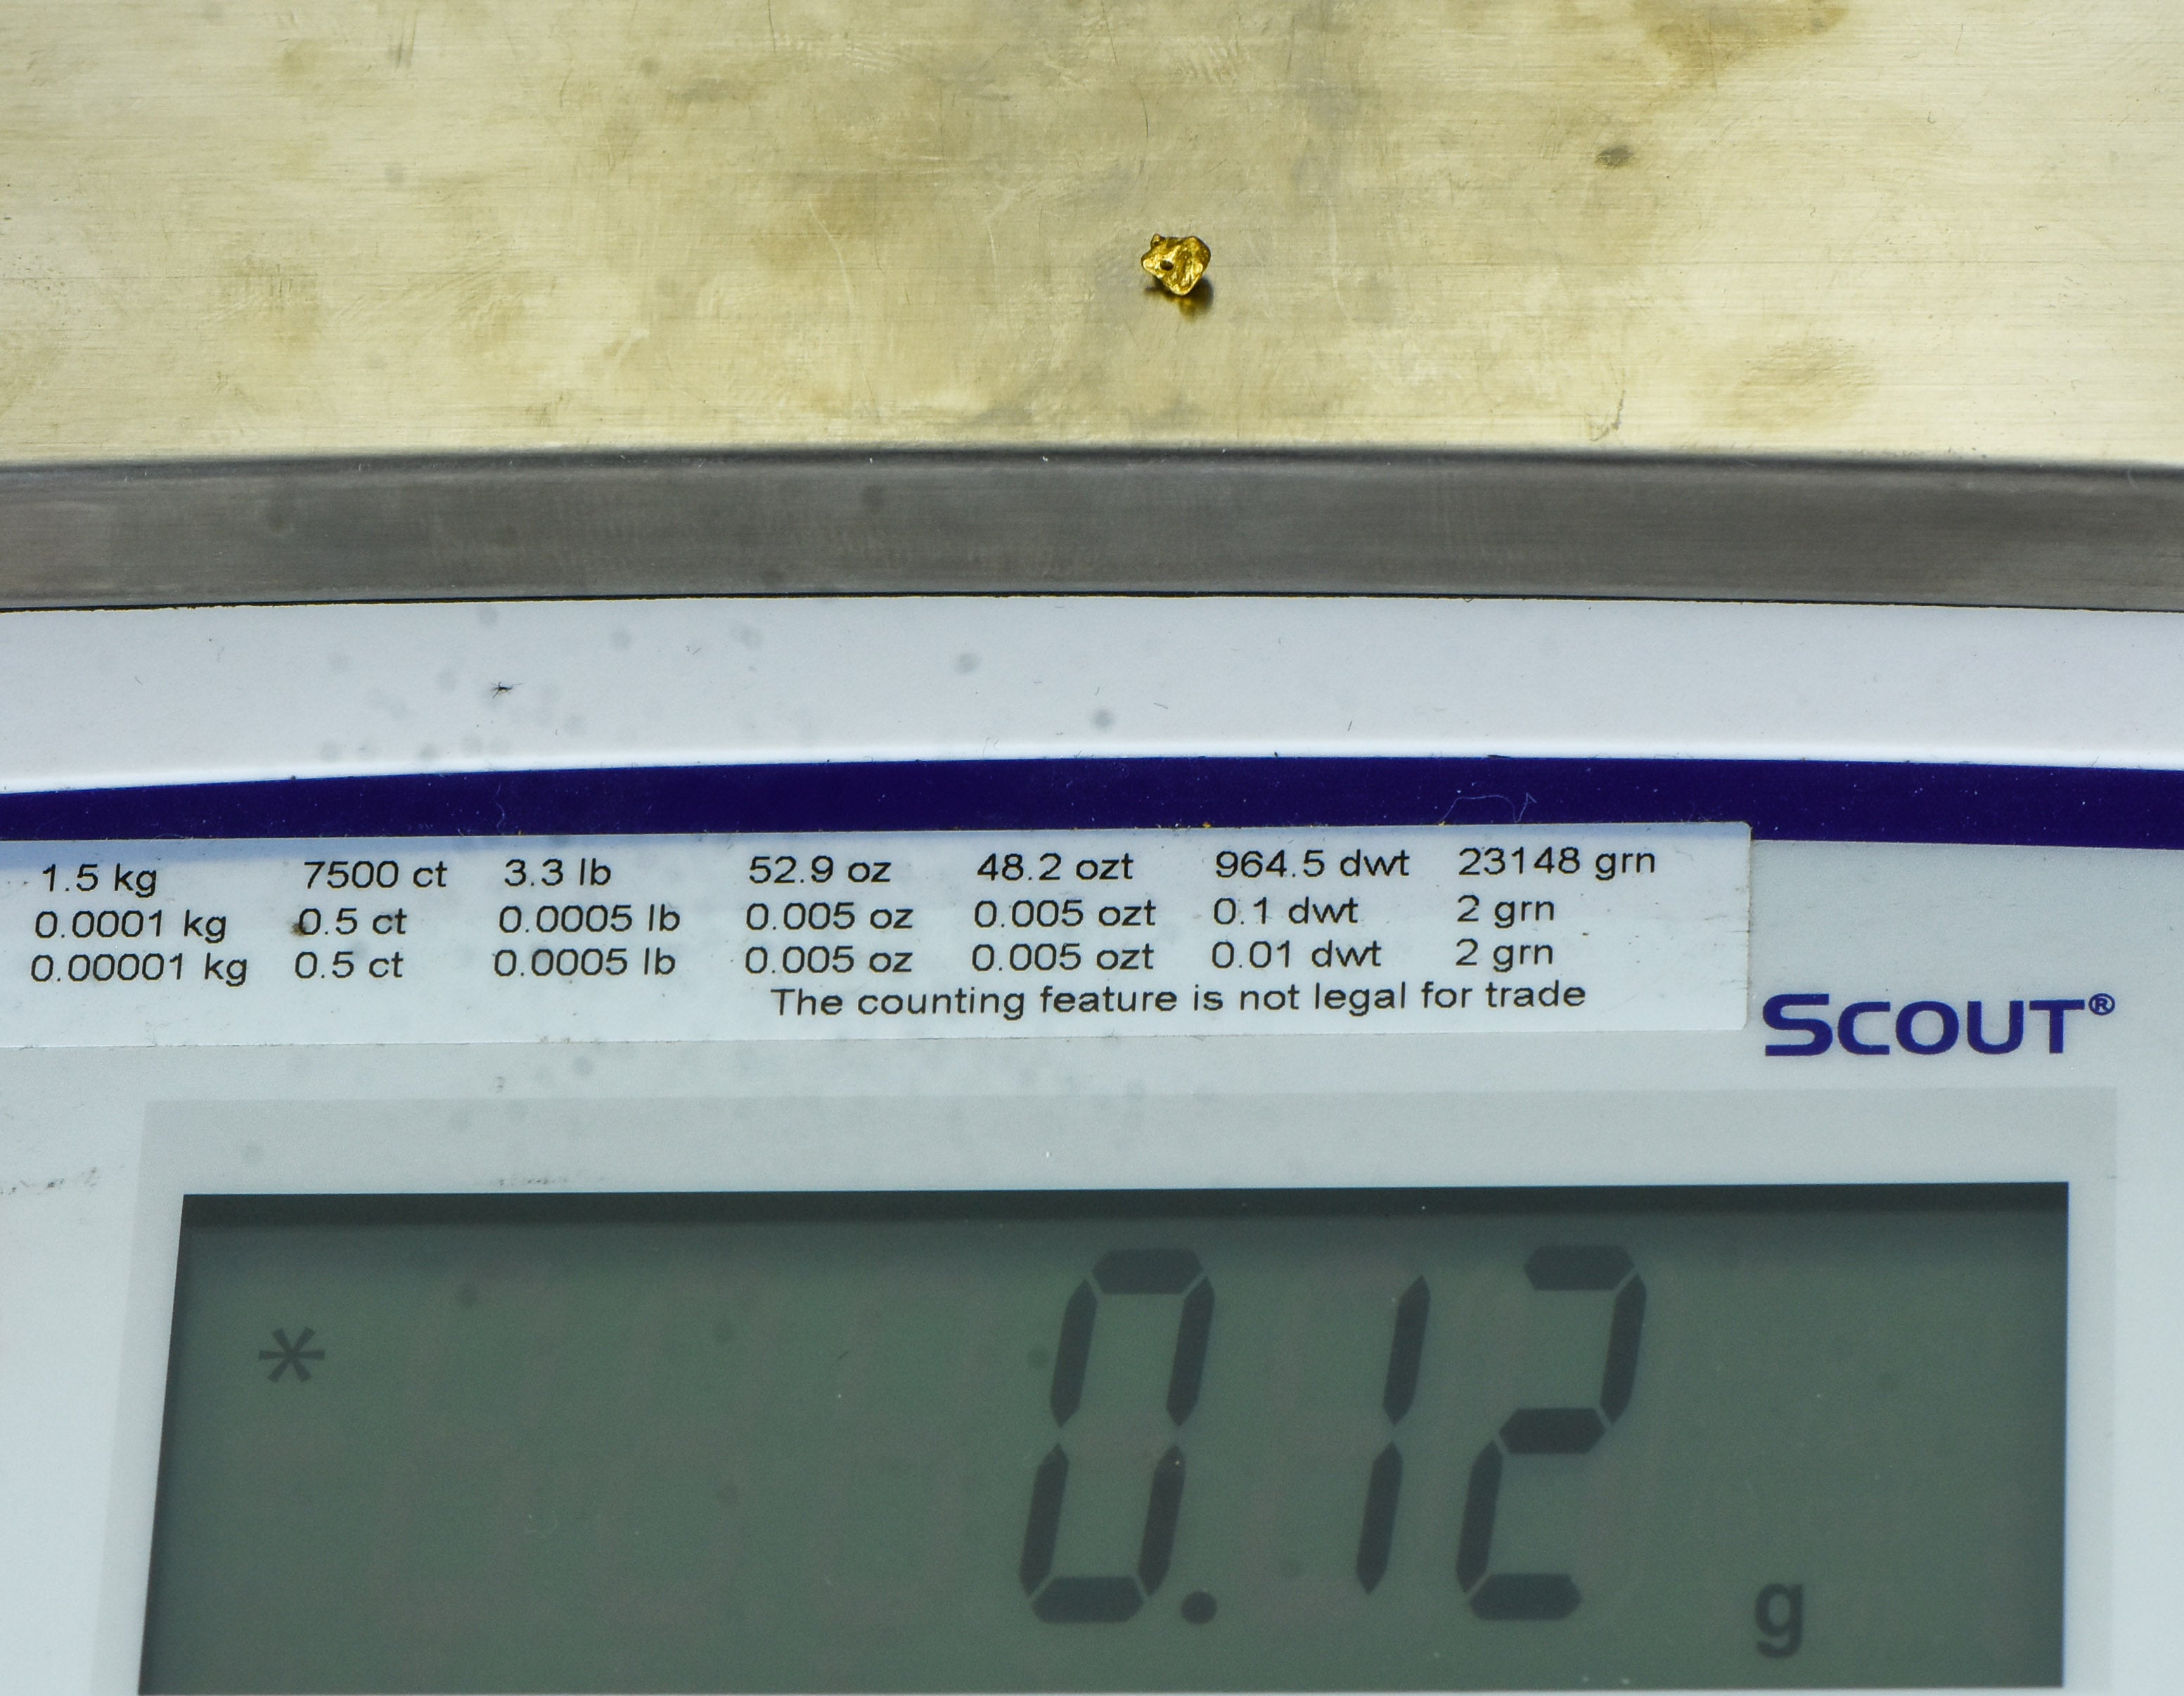 1.5 kg 7500 ct 3.3 lb 52.9 oz 48.2 ozt 964.5 dwt 23148 grn
0.0001 kg 0.5 ct 0.0005 lb 0.005 oz 0.005 ozt 0.1 dwt 2 grn
0.00001 kg 0.5 ct 0.0005 lb 0.005 oz 0.005 ozt 0.01 dwt 2 grn
The counting feature is not legal for trade
SCOUT®
* 0.12 g